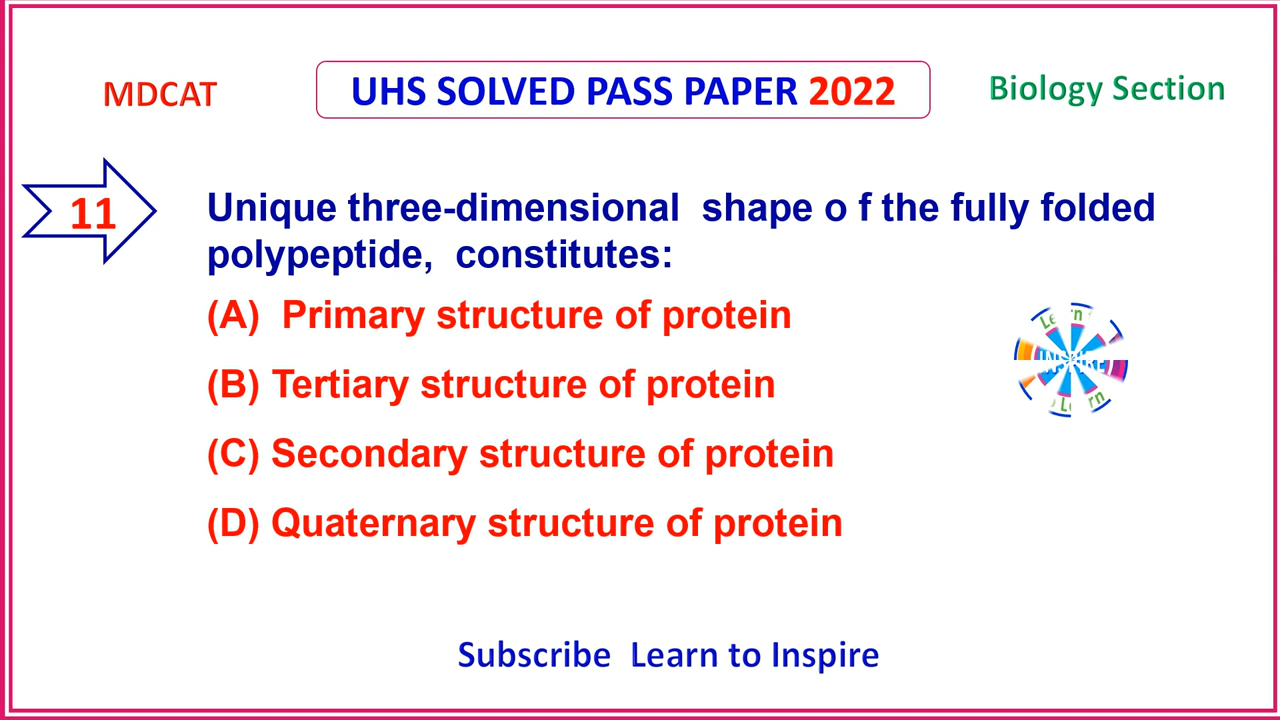 MDCAT
UHS SOLVED PASS PAPER 2022
Biology Section
11
Unique three-dimensional shape o f the fully folded
polypeptide, constitutes:
(A) Primary structure of protein
(B) Tertiary structure of protein
(C) Secondary structure of protein
(D) Quaternary structure of protein
INSPIRE
Subscribe Learn to Inspire